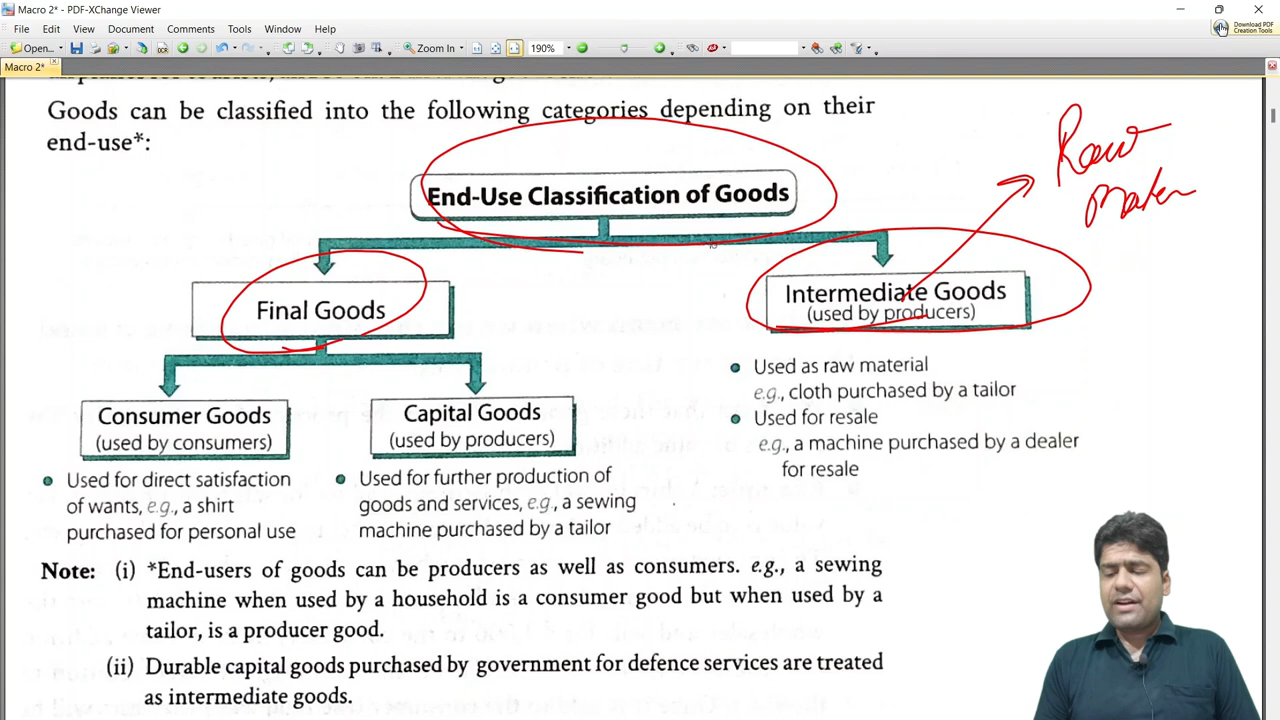 Macro 2* - PDF-XChange Viewer
File Edit View Document Comments Tools Window Help
Download PDF
Creation Tools
Open... OCR Zoom In 190%
Macro 2*
Goods can be classified into the following categories depending on their
end-use*:
Raw
Mater
End-Use Classification of Goods
Final Goods
Intermediate Goods
(used by producers)
Consumer Goods
(used by consumers)
Capital Goods
(used by producers)
Used as raw material
e.g., cloth purchased by a tailor
Used for resale
e.g., a machine purchased by a dealer
for resale
Used for direct satisfaction
of wants, e.g., a shirt
purchased for personal use
Used for further production of
goods and services, e.g., a sewing
machine purchased by a tailor
Note: (i) *End-users of goods can be producers as well as consumers. e.g., a sewing
machine when used by a household is a consumer good but when used by a
tailor, is a producer good.
(ii) Durable capital goods purchased by government for defence services are treated
as intermediate goods.